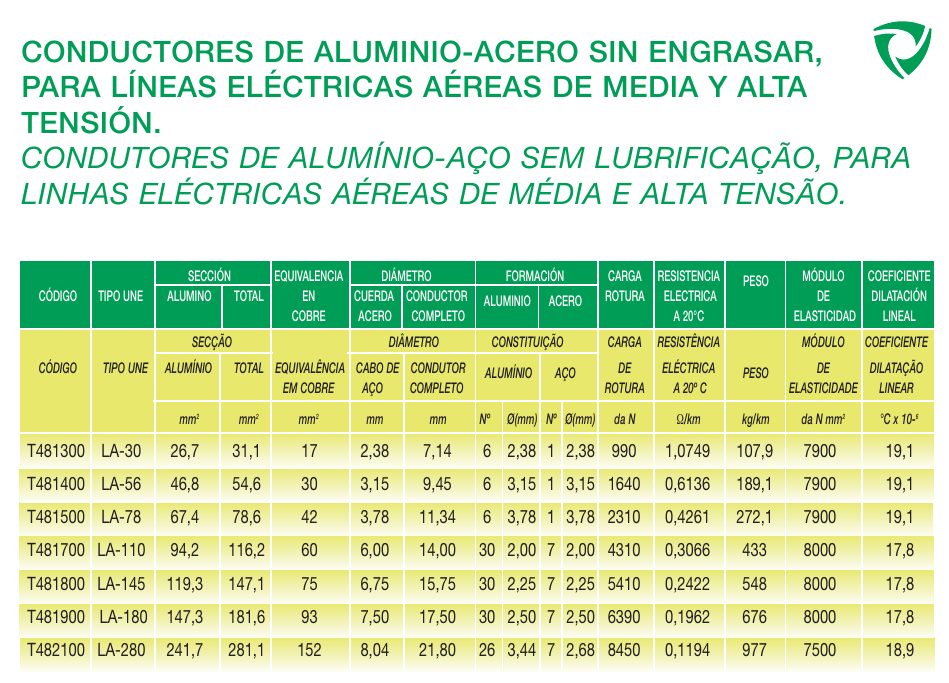 CONDUCTORES DE ALUMINIO-ACERO SIN ENGRASAR,
PARA LÍNEAS ELÉCTRICAS AÉREAS DE MEDIA Y ALTA
TENSIÓN.
CONDUTORES DE ALUMÍNIO-AÇO SEM LUBRIFICAÇÃO, PARA
LINHAS ELÉCTRICAS AÉREAS DE MÉDIA E ALTA TENSÃO.
SECCIÓN EQUIVALENCIA DIÁMETRO FORMACIÓN CARGA RESISTENCIA PESO MÓDULO COEFICIENTE
CÓDIGO TIPO UNE ALUMINO TOTAL EN CUERDA CONDUCTOR ALUMINIO ACERO ROTURA ELECTRICA DE DILATACIÓN
COBRE ACERO COMPLETO A 20°C ELASTICIDAD LINEAL
SECÇÃO DIÂMETRO CONSTITUIÇÃO CARGA RESISTÊNCIA MÓDULO COEFICIENTE
CÓDIGO TIPO UNE ALUMÍNIO TOTAL EQUIVALÊNCIA CABO DE CONDUTOR ALUMÍNIO AÇO DE ELÉCTRICA PESO DE DILATAÇÃO
EM COBRE AÇO COMPLETO ROTURA A 20º C ELASTICIDADE LINEAR
mm² mm² mm² mm mm Nº Ø(mm) Nº Ø(mm) da N Ω/km kg/km da N mm² °C x 10-⁶
T481300 LA-30 26,7 31,1 17 2,38 7,14 6 2,38 1 2,38 990 1,0749 107,9 7900 19,1
T481400 LA-56 46,8 54,6 30 3,15 9,45 6 3,15 1 3,15 1640 0,6136 189,1 7900 19,1
T481500 LA-78 67,4 78,6 42 3,78 11,34 6 3,78 1 3,78 2310 0,4261 272,1 7900 19,1
T481700 LA-110 94,2 116,2 60 6,00 14,00 30 2,00 7 2,00 4310 0,3066 433 8000 17,8
T481800 LA-145 119,3 147,1 75 6,75 15,75 30 2,25 7 2,25 5410 0,2422 548 8000 17,8
T481900 LA-180 147,3 181,6 93 7,50 17,50 30 2,50 7 2,50 6390 0,1962 676 8000 17,8
T482100 LA-280 241,7 281,1 152 8,04 21,80 26 3,44 7 2,68 8450 0,1194 977 7500 18,9